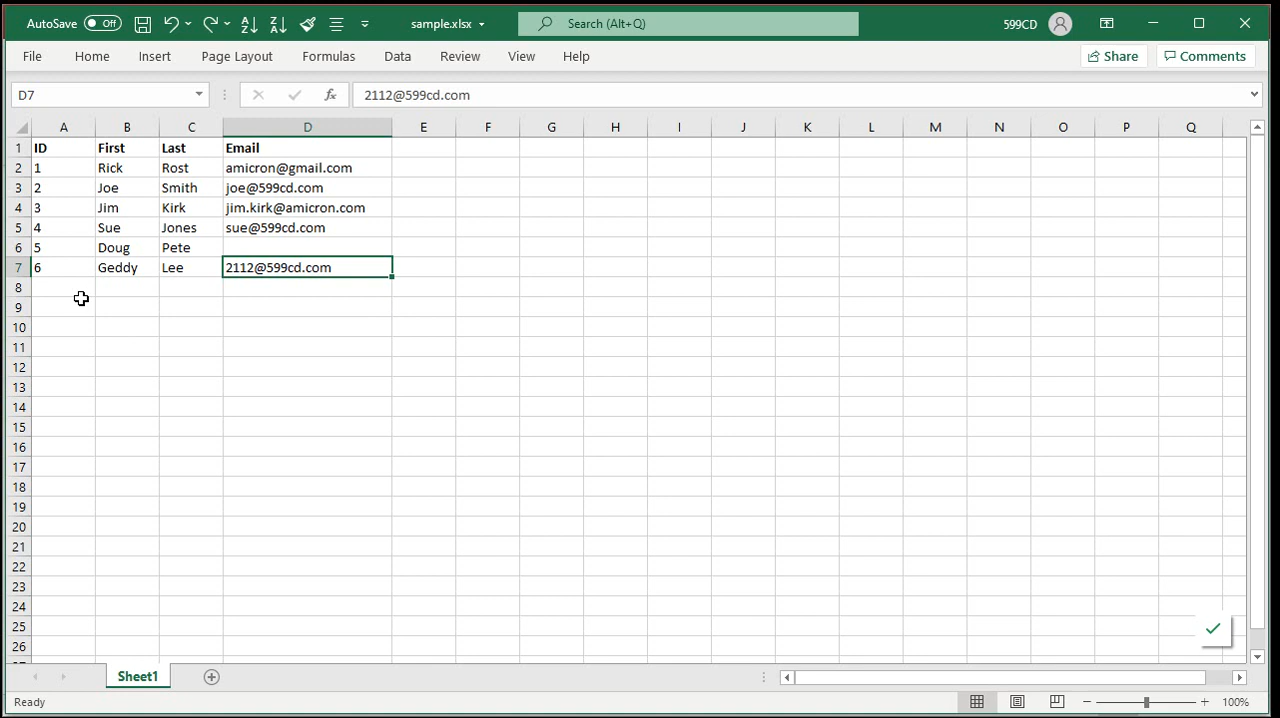 AutoSave Off sample.xlsx Search (Alt+Q) 599CD
File Home Insert Page Layout Formulas Data Review View Help Share Comments
D7 fx 2112@599cd.com
A B C D E F G H I J K L M N O P Q
1 ID First Last Email
2 1 Rick Rost amicron@gmail.com
3 2 Joe Smith joe@599cd.com
4 3 Jim Kirk jim.kirk@amicron.com
5 4 Sue Jones sue@599cd.com
6 5 Doug Pete
7 6 Geddy Lee 2112@599cd.com
8
9
10
11
12
13
14
15
16
17
18
19
20
21
22
23
24
25
26
Sheet1
Ready 100%